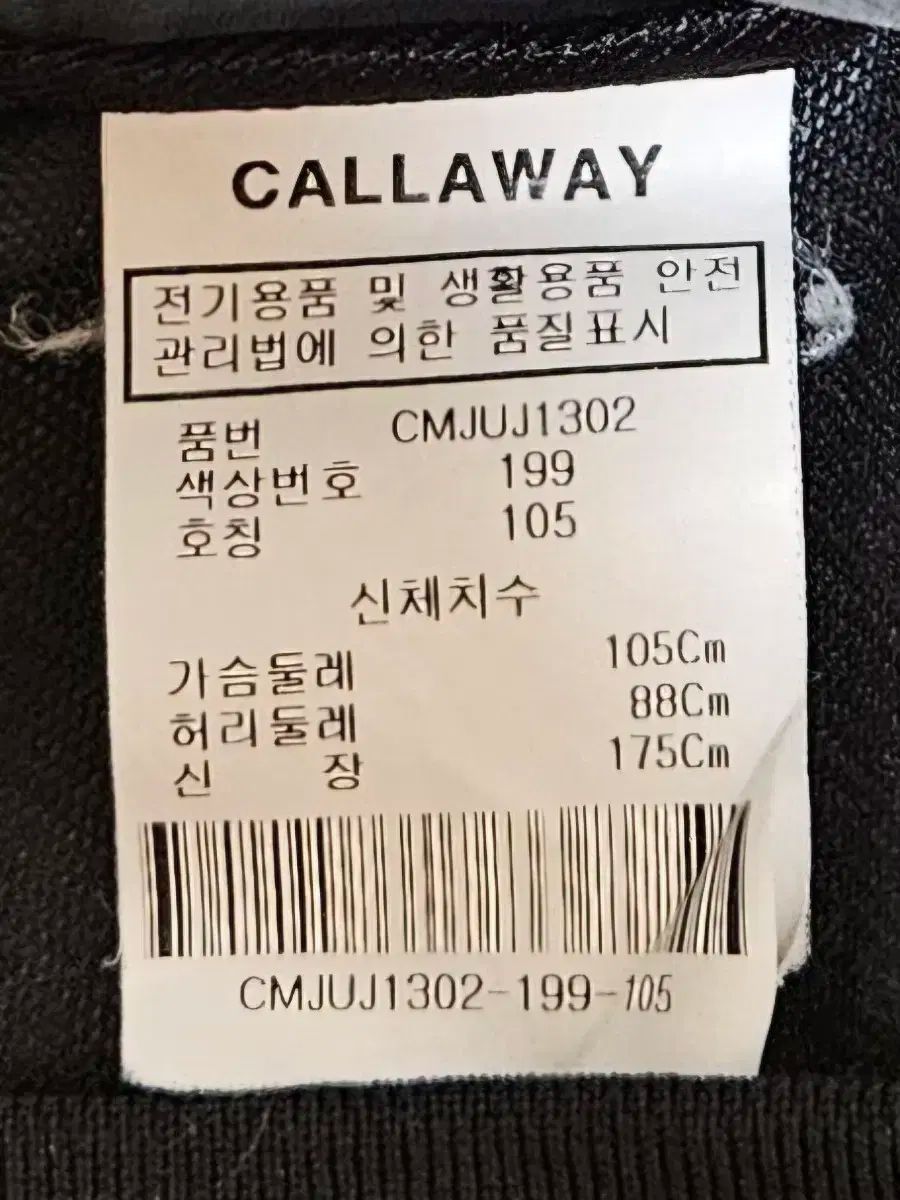 CALLAWAY
전기용품 및 생활용품 안전
관리법에 의한 품질표시
품번 CMJUJ1302
색상번호 199
호칭 105
신체치수
가슴둘레 105Cm
허리둘레 88Cm
신 장 175Cm
CMJUJ1302-199-105